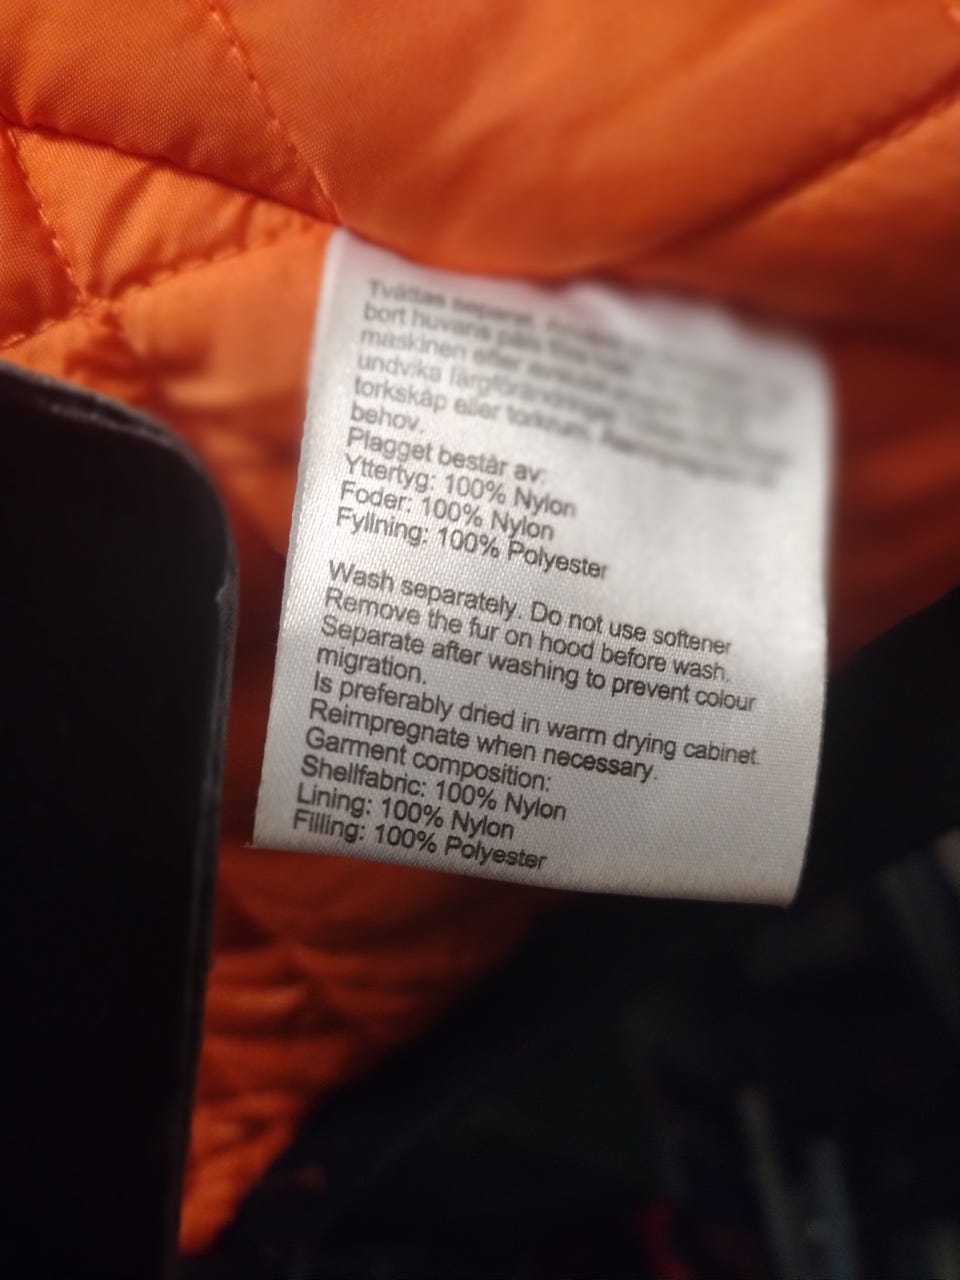 Tvättas separat.
bort huvans päls
maskinen efter
undvika färgförändringar.
torkskåp eller torkrum.
behov.
Plagget består av:
Yttertyg: 100% Nylon
Foder: 100% Nylon
Fyllning: 100% Polyester
Wash separately. Do not use softener
Remove the fur on hood before wash.
Separate after washing to prevent colour
migration.
Is preferably dried in warm drying cabinet.
Reimpregnate when necessary.
Garment composition:
Shellfabric: 100% Nylon
Lining: 100% Nylon
Filling: 100% Polyester